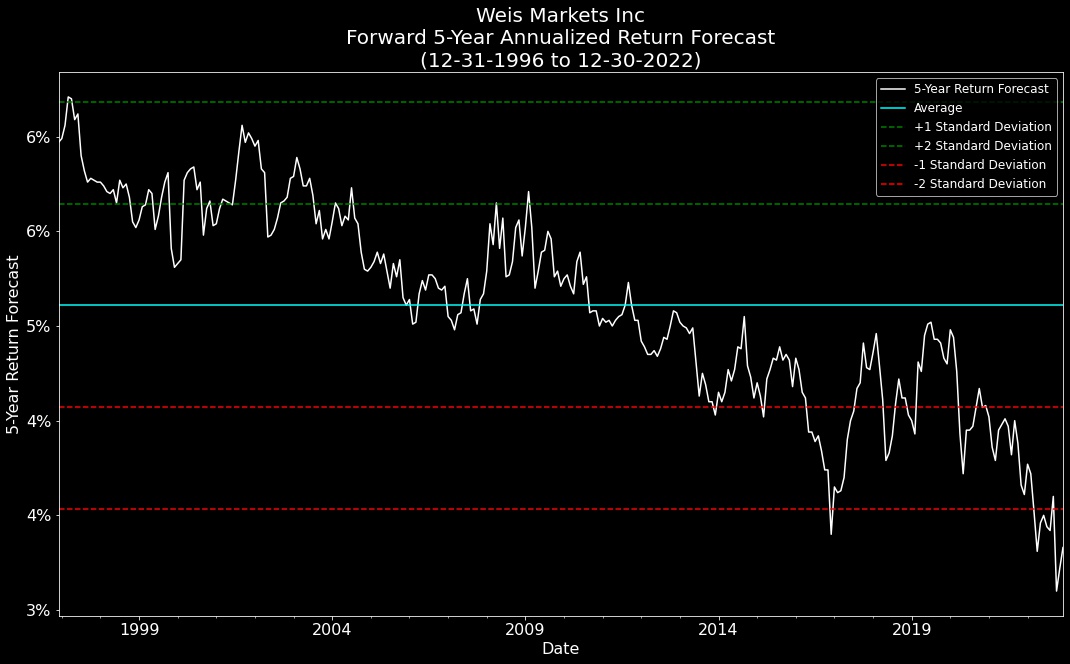 Weis Markets Inc
Forward 5-Year Annualized Return Forecast
(12-31-1996 to 12-30-2022)
5-Year Return Forecast
Average
+1 Standard Deviation
+2 Standard Deviation
-1 Standard Deviation
-2 Standard Deviation
5-Year Return Forecast
6%
6%
5%
4%
4%
3%
1999
2004
2009
2014
2019
Date